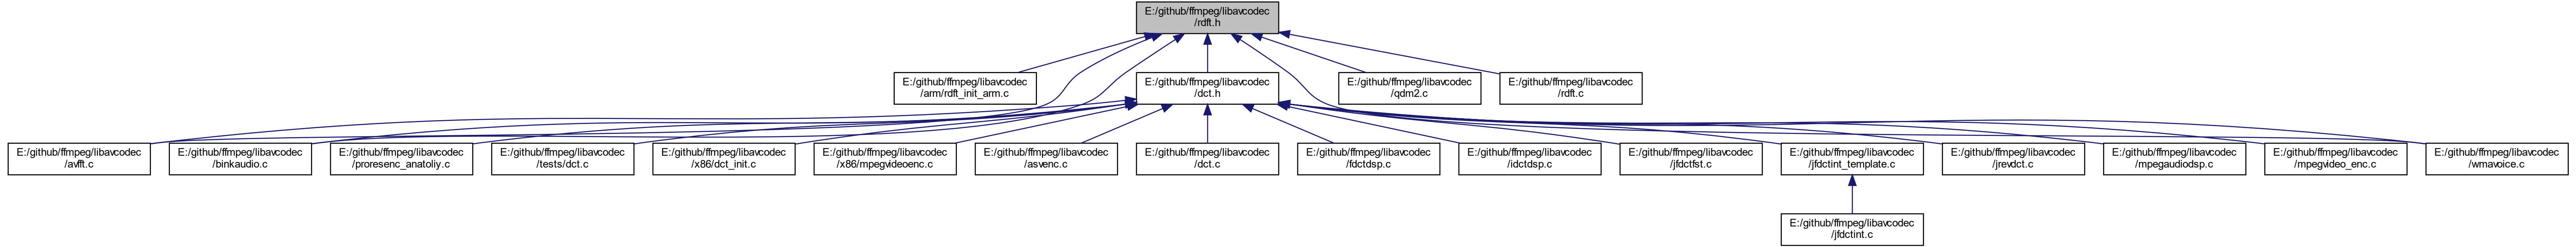 E:/github/ffmpeg/libavcodec
/rdft.h
E:/github/ffmpeg/libavcodec
/arm/rdft_init_arm.c
E:/github/ffmpeg/libavcodec
/dct.h
E:/github/ffmpeg/libavcodec
/qdm2.c
E:/github/ffmpeg/libavcodec
/rdft.c
E:/github/ffmpeg/libavcodec
/avfft.c
E:/github/ffmpeg/libavcodec
/binkaudio.c
E:/github/ffmpeg/libavcodec
/proresenc_anatoliy.c
E:/github/ffmpeg/libavcodec
/tests/dct.c
E:/github/ffmpeg/libavcodec
/x86/dct_init.c
E:/github/ffmpeg/libavcodec
/x86/mpegvideoenc.c
E:/github/ffmpeg/libavcodec
/asvenc.c
E:/github/ffmpeg/libavcodec
/dct.c
E:/github/ffmpeg/libavcodec
/fdctdsp.c
E:/github/ffmpeg/libavcodec
/idctdsp.c
E:/github/ffmpeg/libavcodec
/jfdctfst.c
E:/github/ffmpeg/libavcodec
/jfdctint_template.c
E:/github/ffmpeg/libavcodec
/jrevdct.c
E:/github/ffmpeg/libavcodec
/mpegaudiodsp.c
E:/github/ffmpeg/libavcodec
/mpegvideo_enc.c
E:/github/ffmpeg/libavcodec
/wmavoice.c
E:/github/ffmpeg/libavcodec
/jfdctint.c